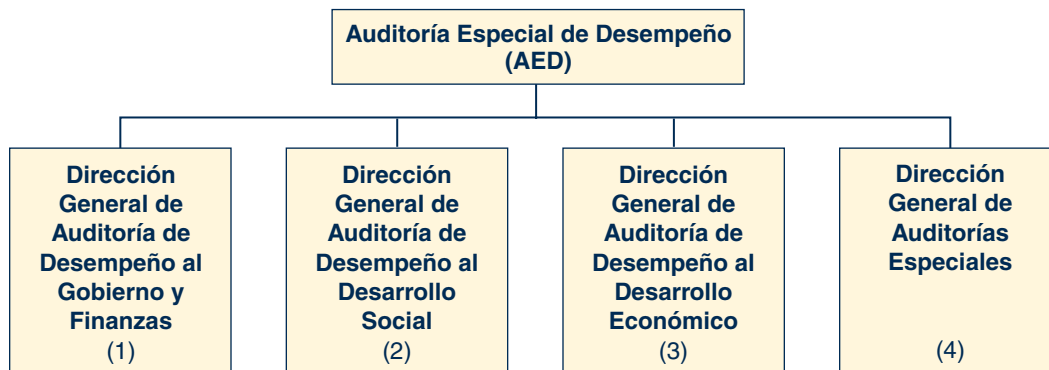 Auditoría Especial de Desempeño
(AED)
Dirección
General de
Auditoría de
Desempeño al
Gobierno y
Finanzas
(1)
Dirección
General de
Auditoría de
Desempeño al
Desarrollo
Social
(2)
Dirección
General de
Auditoría de
Desempeño al
Desarrollo
Económico
(3)
Dirección
General de
Auditorías
Especiales
(4)